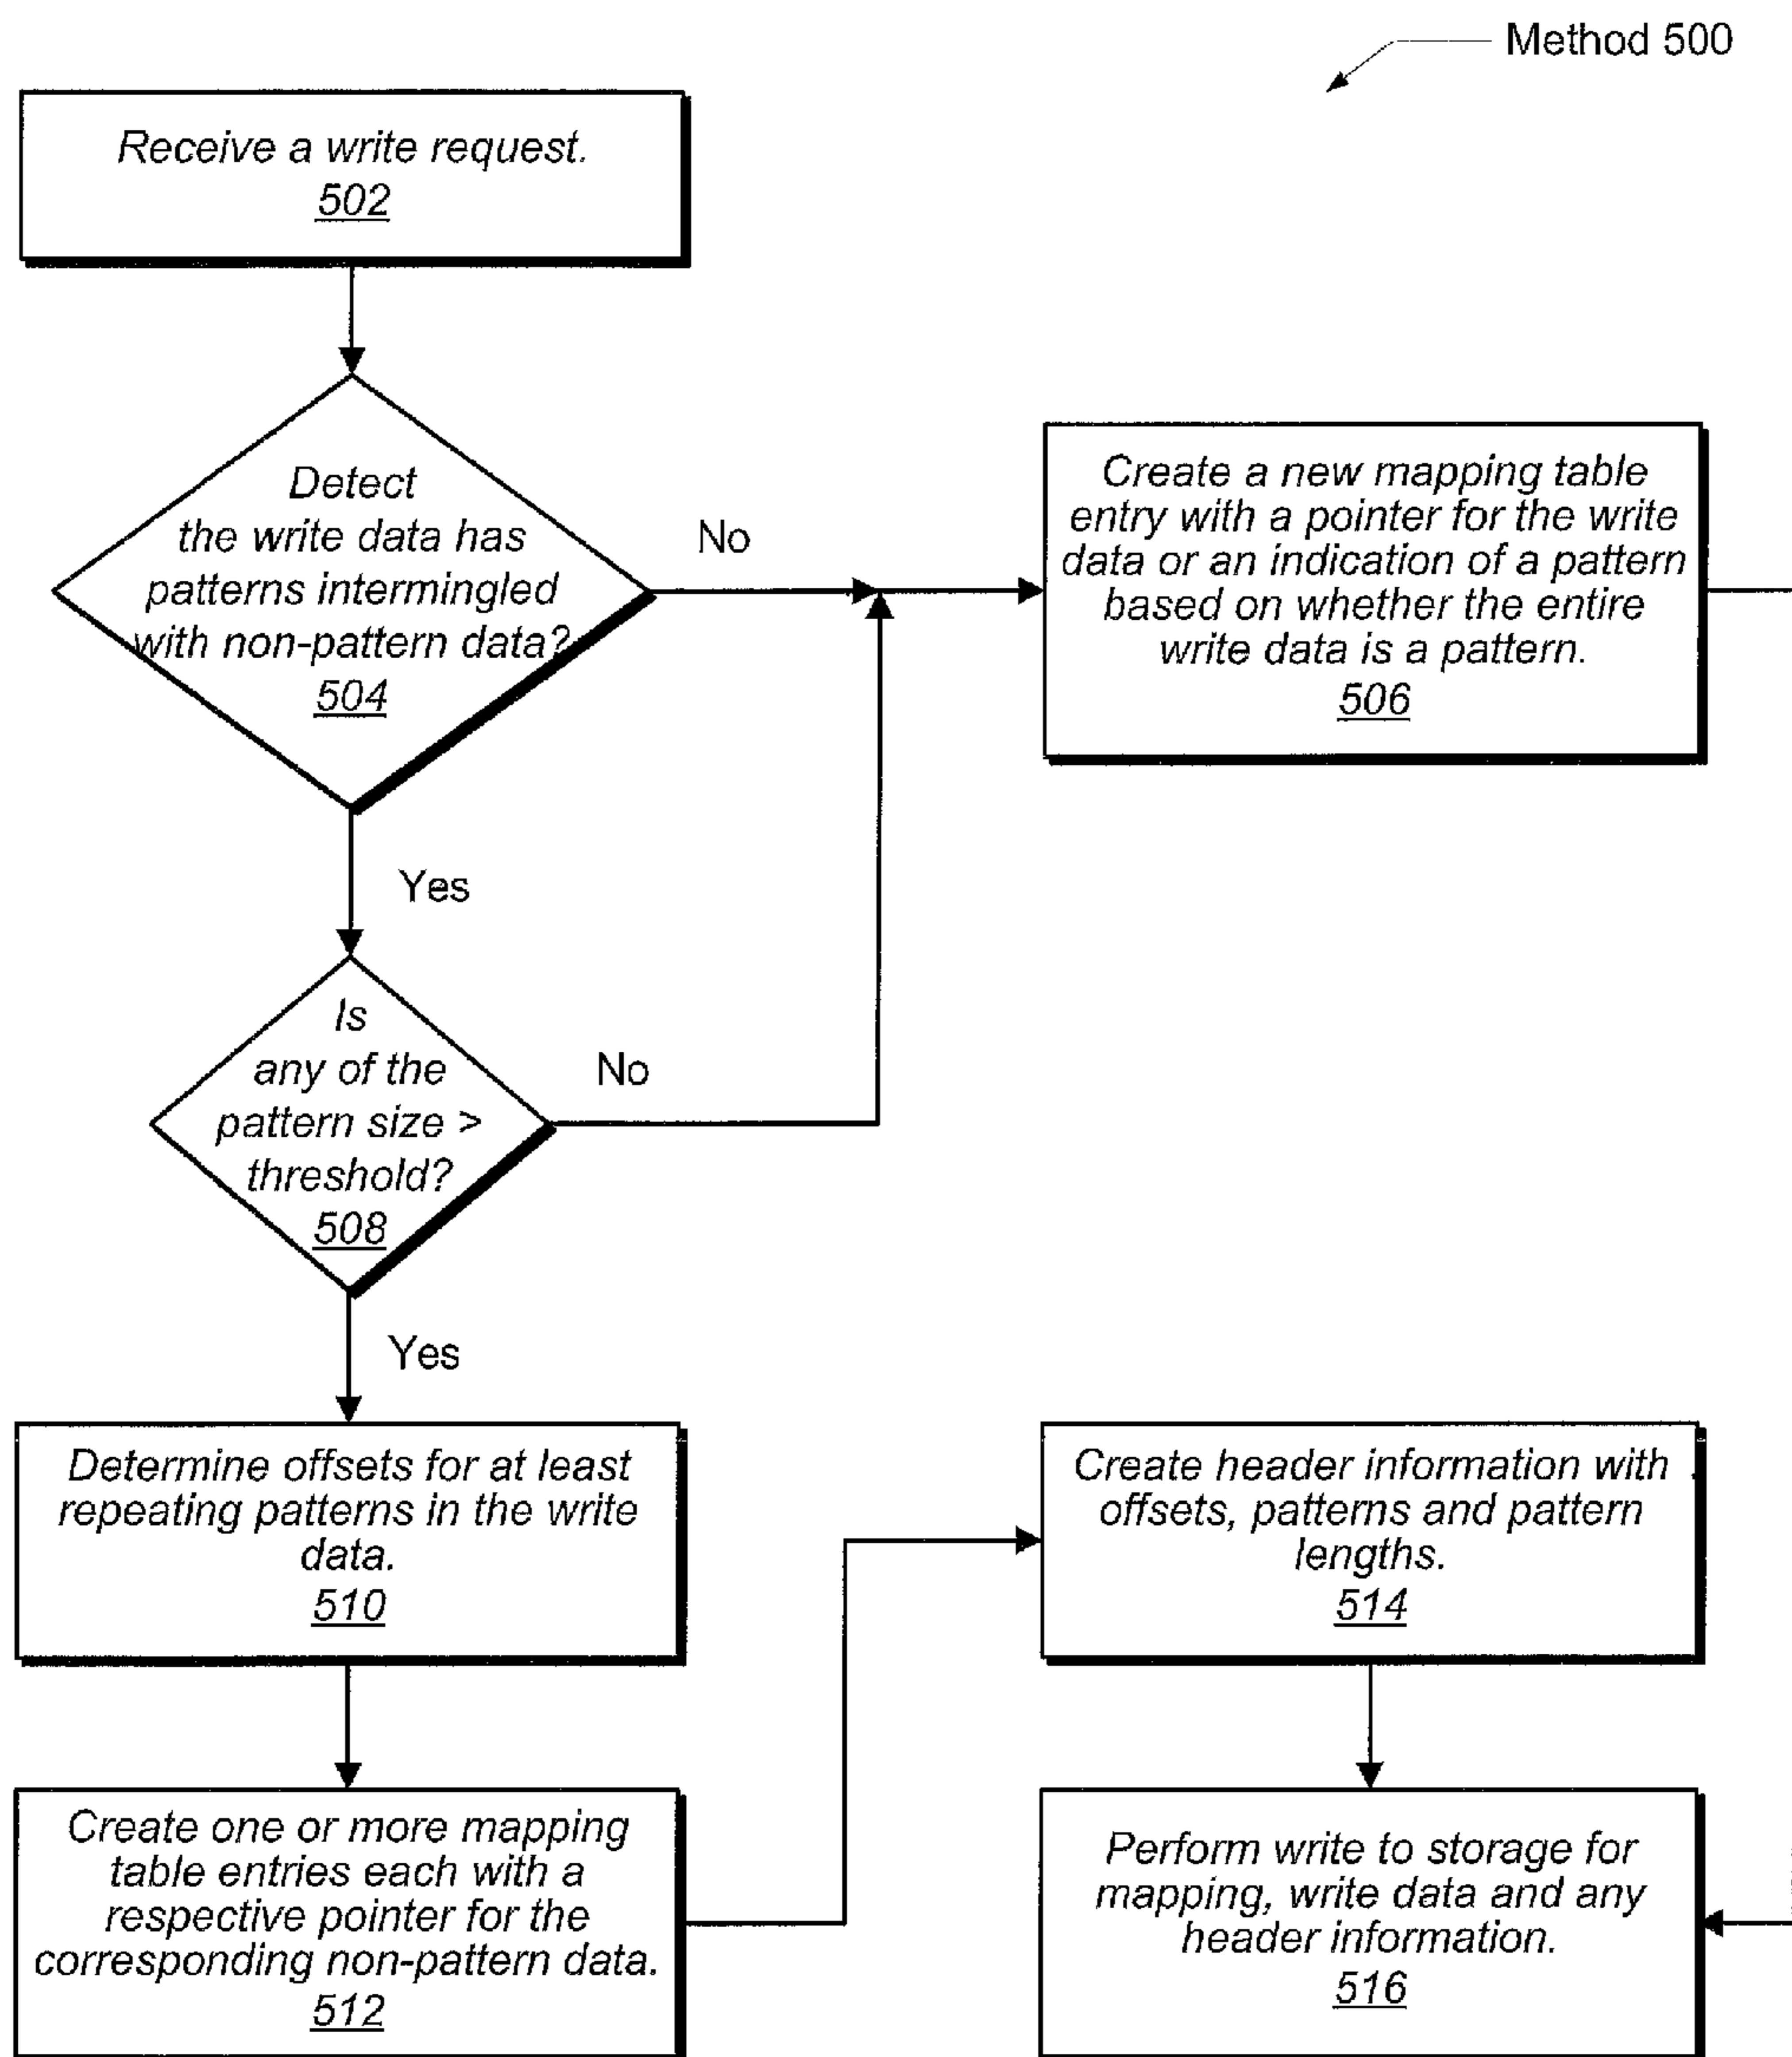 Method 500
Receive a write request.
502
Detect
the write data has
patterns intermingled
with non-pattern data?
504
No
Create a new mapping table
entry with a pointer for the write
data or an indication of a pattern
based on whether the entire
write data is a pattern.
506
Yes
Is
any of the
pattern size >
threshold?
508
No
Yes
Determine offsets for at least
repeating patterns in the write
data.
510
Create header information with
offsets, patterns and pattern
lengths.
514
Create one or more mapping
table entries each with a
respective pointer for the
corresponding non-pattern data.
512
Perform write to storage for
mapping, write data and any
header information.
516